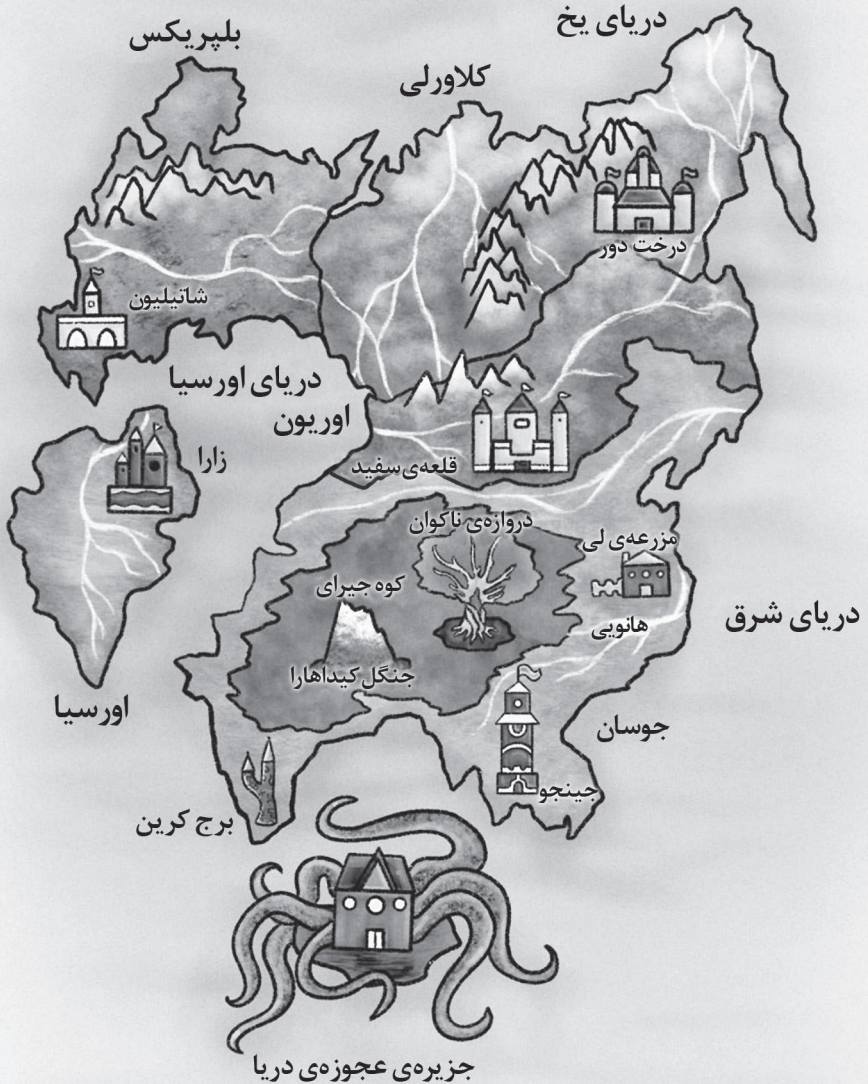 دریای یخ
بلپریکس
کلاورلی
درخت دور
شاتیلیون
دریای اورسیا
اوریون
زارا
قلعه‌ی سفید
دروازه‌ی ناکوان
مزرعه‌ی لی
کوه جیرای
دریای شرق
هانویی
جنگل کیداهارا
اورسیا
جوسان
جینجو
برج کرین
جزیره‌ی عجوزه‌ی دریا